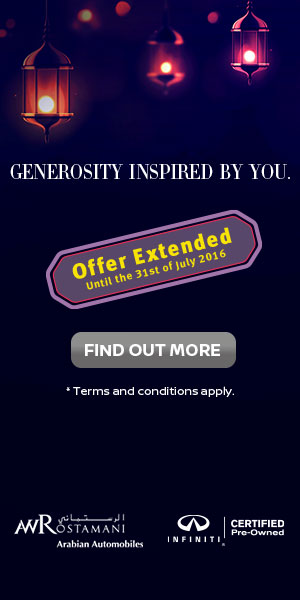 GENEROSITY INSPIRED BY YOU.
Offer Extended
Until the 31st of July 2016
FIND OUT MORE
* Terms and conditions apply.
الرستماني
AWROSTAMANI
Arabian Automobiles
INFINITI®
CERTIFIED
Pre-Owned